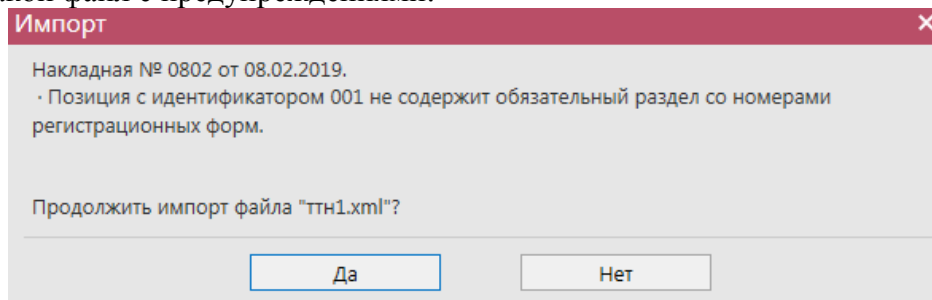 Импорт
Накладная № 0802 от 08.02.2019.
· Позиция с идентификатором 001 не содержит обязательный раздел со номерами
регистрационных форм.
Продолжить импорт файла "ттн1.xml"?
Да
Нет